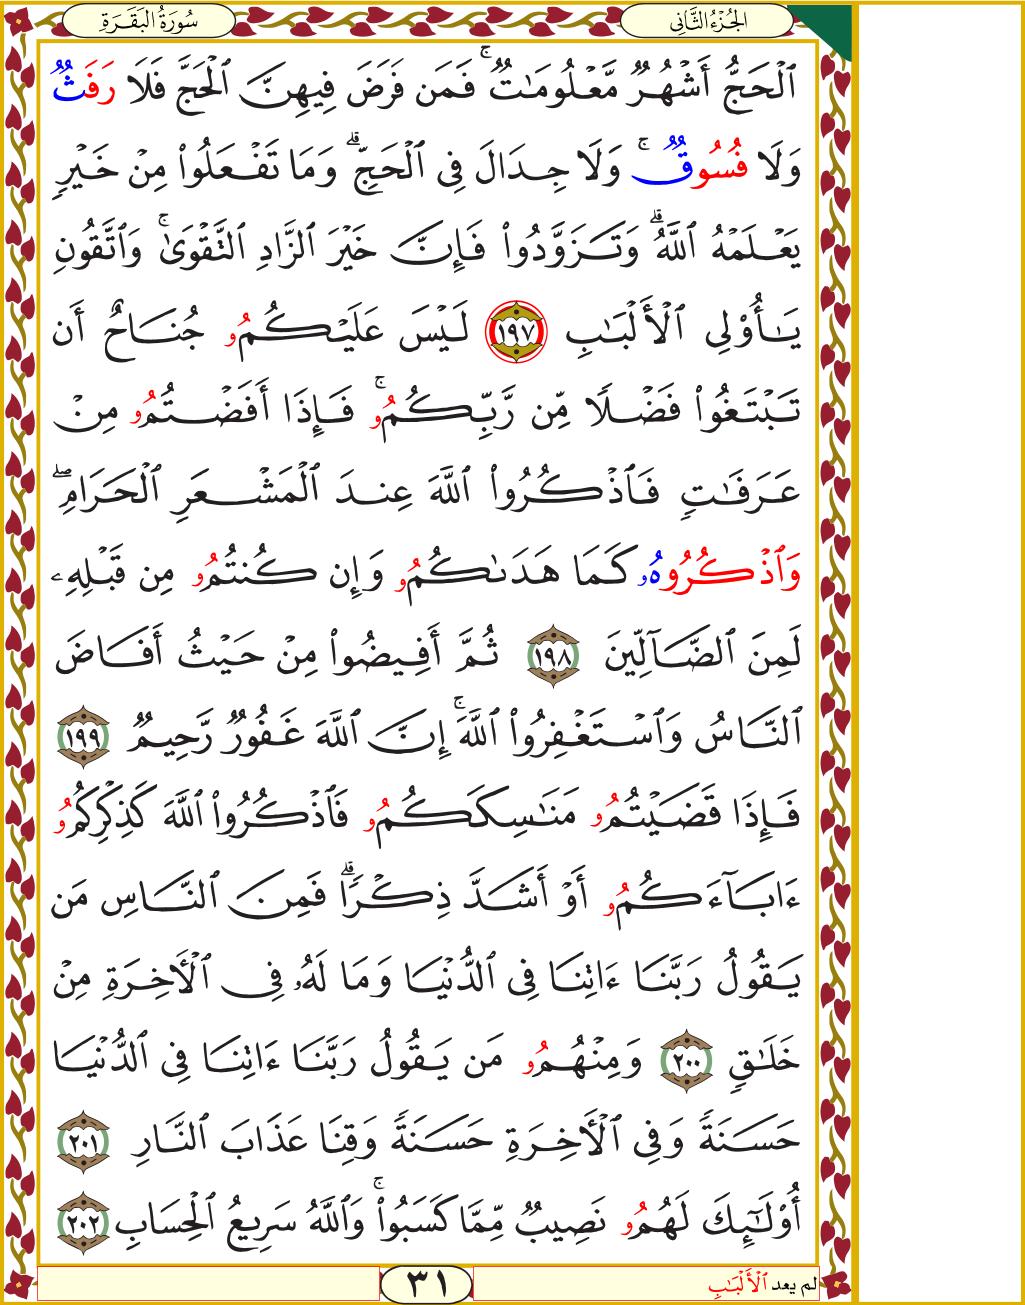 الجُزْءُ الثَّانِي
سُورَةُ البَقَرَةِ
ٱلْحَجُّ أَشْهُرٌ مَّعْلُومَٰتٌ ۚ فَمَن فَرَضَ فِيهِنَّ ٱلْحَجَّ فَلَا رَفَثٌ
وَلَا فُسُوقٌ ۚ وَلَا جِدَالَ فِى ٱلْحَجِّ ۗ وَمَا تَفْعَلُوا۟ مِنْ خَيْرٍ
يَعْلَمْهُ ٱللَّهُ ۗ وَتَزَوَّدُوا۟ فَإِنَّ خَيْرَ ٱلزَّادِ ٱلتَّقْوَىٰ ۚ وَٱتَّقُونِ
يَٰٓأُو۟لِى ٱلْأَلْبَٰبِ ١٩٧ لَيْسَ عَلَيْكُمُۥ جُنَاحٌ أَن
تَبْتَغُوا۟ فَضْلًا مِّن رَّبِّكُمُۥ ۚ فَإِذَا أَفَضْتُمُۥ مِنْ
عَرَفَٰتٍ فَٱذْكُرُوا۟ ٱللَّهَ عِندَ ٱلْمَشْعَرِ ٱلْحَرَامِ ۖ
وَٱذْكُرُوهُۥ كَمَا هَدَىٰكُمُۥ وَإِن كُنتُمُۥ مِن قَبْلِهِۦ
لَمِنَ ٱلضَّآلِّينَ ١٩٨ ثُمَّ أَفِيضُوا۟ مِنْ حَيْثُ أَفَاضَ
ٱلنَّاسُ وَٱسْتَغْفِرُوا۟ ٱللَّهَ ۚ إِنَّ ٱللَّهَ غَفُورٌ رَّحِيمٌ ١٩٩
فَإِذَا قَضَيْتُمُۥ مَنَٰسِكَكُمُۥ فَٱذْكُرُوا۟ ٱللَّهَ كَذِكْرِكُمُۥ
ءَابَآءَكُمُۥ أَوْ أَشَدَّ ذِكْرًا ۗ فَمِنَ ٱلنَّاسِ مَن
يَقُولُ رَبَّنَا ءَاتِنَا فِى ٱلدُّنْيَا وَمَا لَهُۥ فِى ٱلْأَخِرَةِ مِنْ
خَلَٰقٍ ٢٠٠ وَمِنْهُمُۥ مَن يَقُولُ رَبَّنَا ءَاتِنَا فِى ٱلدُّنْيَا
حَسَنَةً وَفِى ٱلْأَخِرَةِ حَسَنَةً وَقِنَا عَذَابَ ٱلنَّارِ ٢٠١
أُو۟لَٰٓئِكَ لَهُمُۥ نَصِيبٌ مِّمَّا كَسَبُوا۟ ۚ وَٱللَّهُ سَرِيعُ ٱلْحِسَابِ ٢٠٢
لم يعد ٱلْأَلْبَٰبِ
٣١